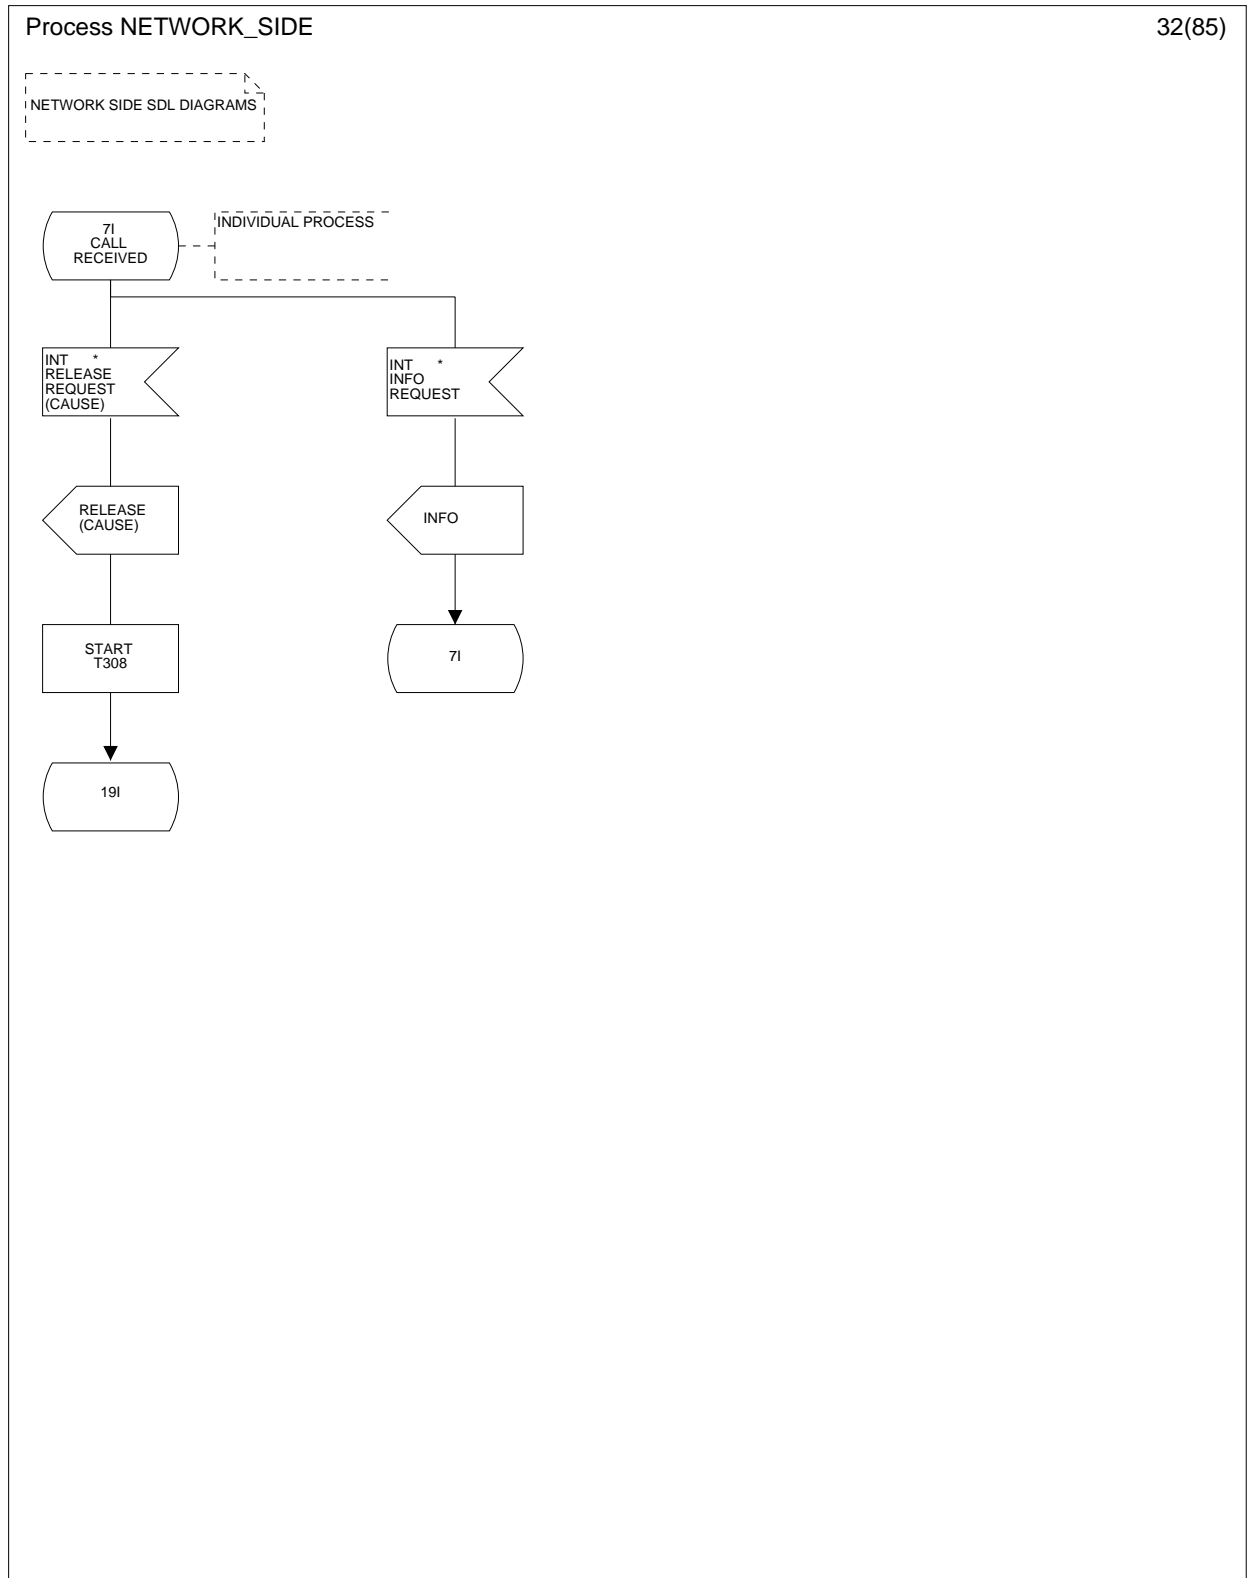 Process NETWORK_SIDE
32(85)
NETWORK SIDE SDL DIAGRAMS
7I
CALL
RECEIVED
INDIVIDUAL PROCESS
INT *
RELEASE
REQUEST
(CAUSE)
INT *
INFO
REQUEST
RELEASE
(CAUSE)
INFO
START
T308
7I
19I